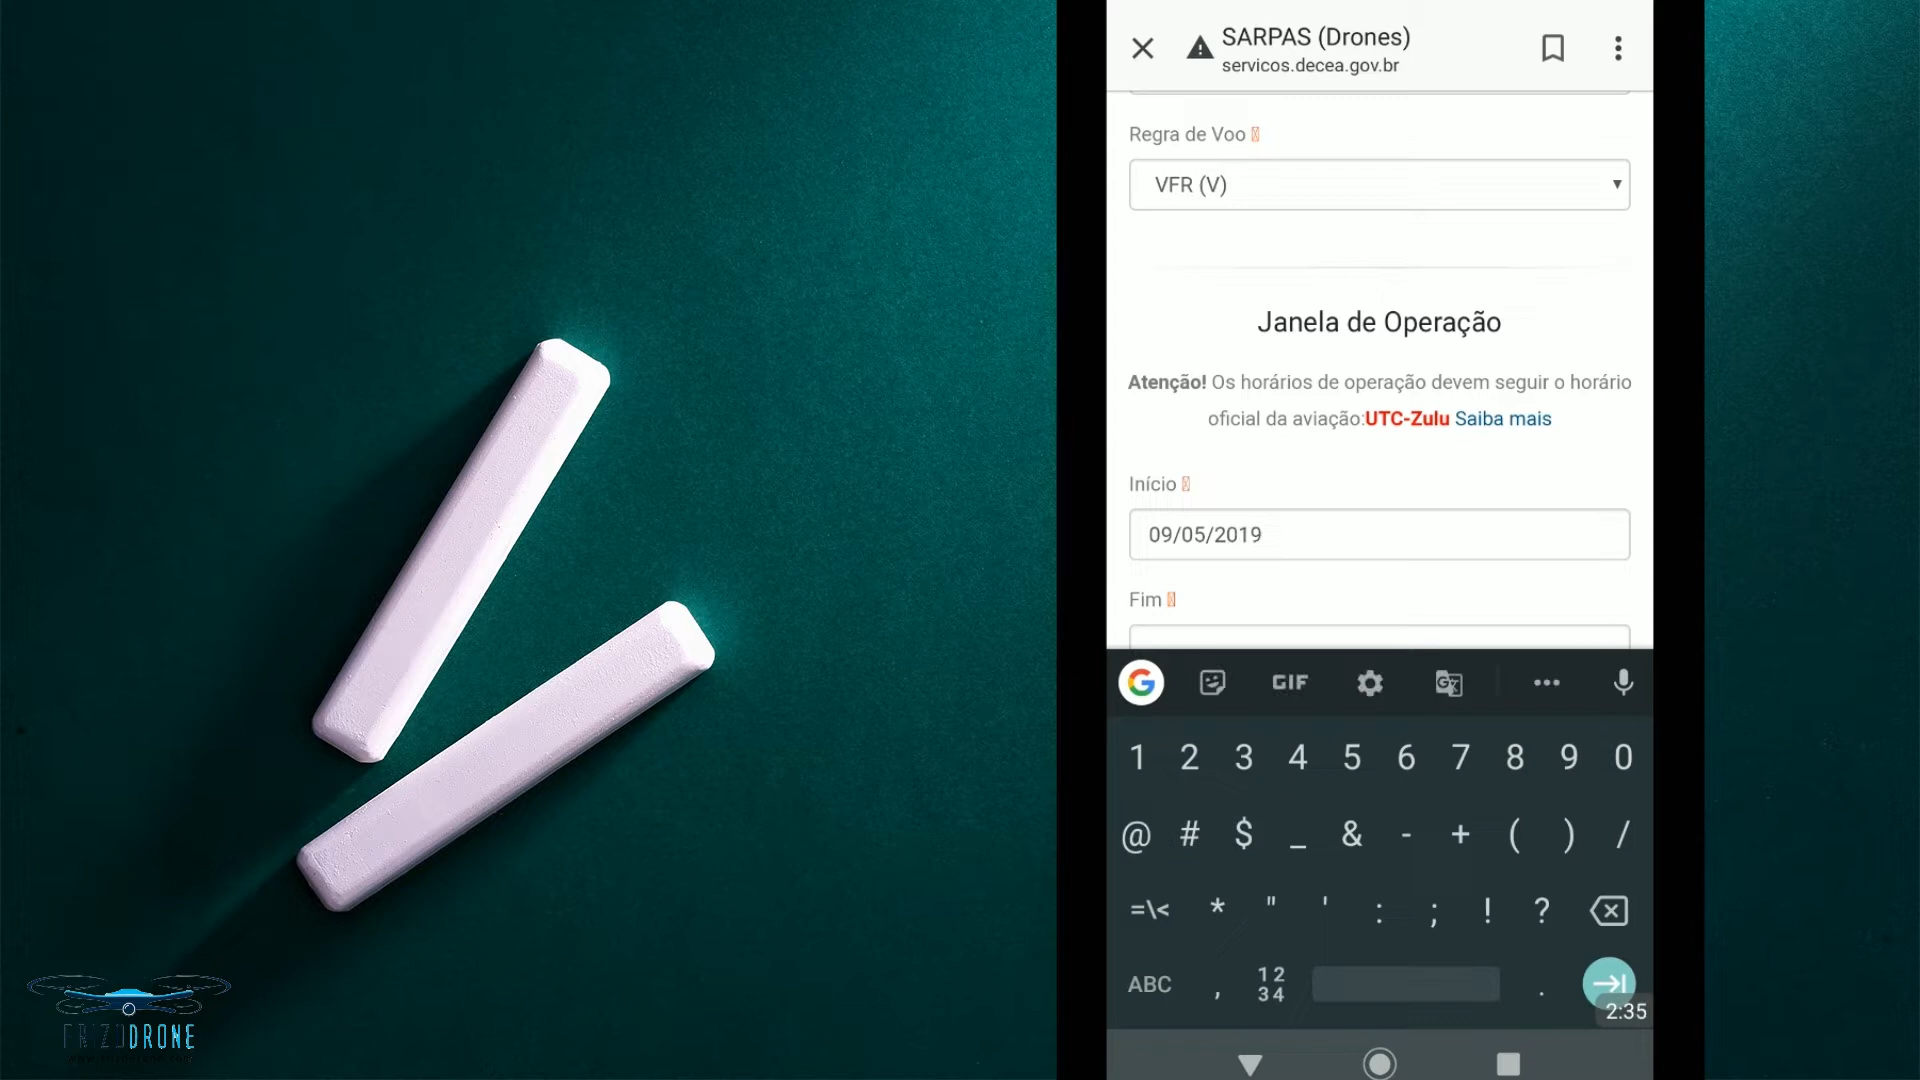 SARPAS (Drones)
servicos.decea.gov.br
Regra de Voo
VFR (V)
Janela de Operação
Atenção! Os horários de operação devem seguir o horário
oficial da aviação:UTC-Zulu Saiba mais
Início
09/05/2019
Fim
G GIF G
1 2 3 4 5 6 7 8 9 0
@ # $ _ & - + ( ) /
=\< * " ' : ; ! ?
ABC , 12 34 .
2:35
FRIZODRONE